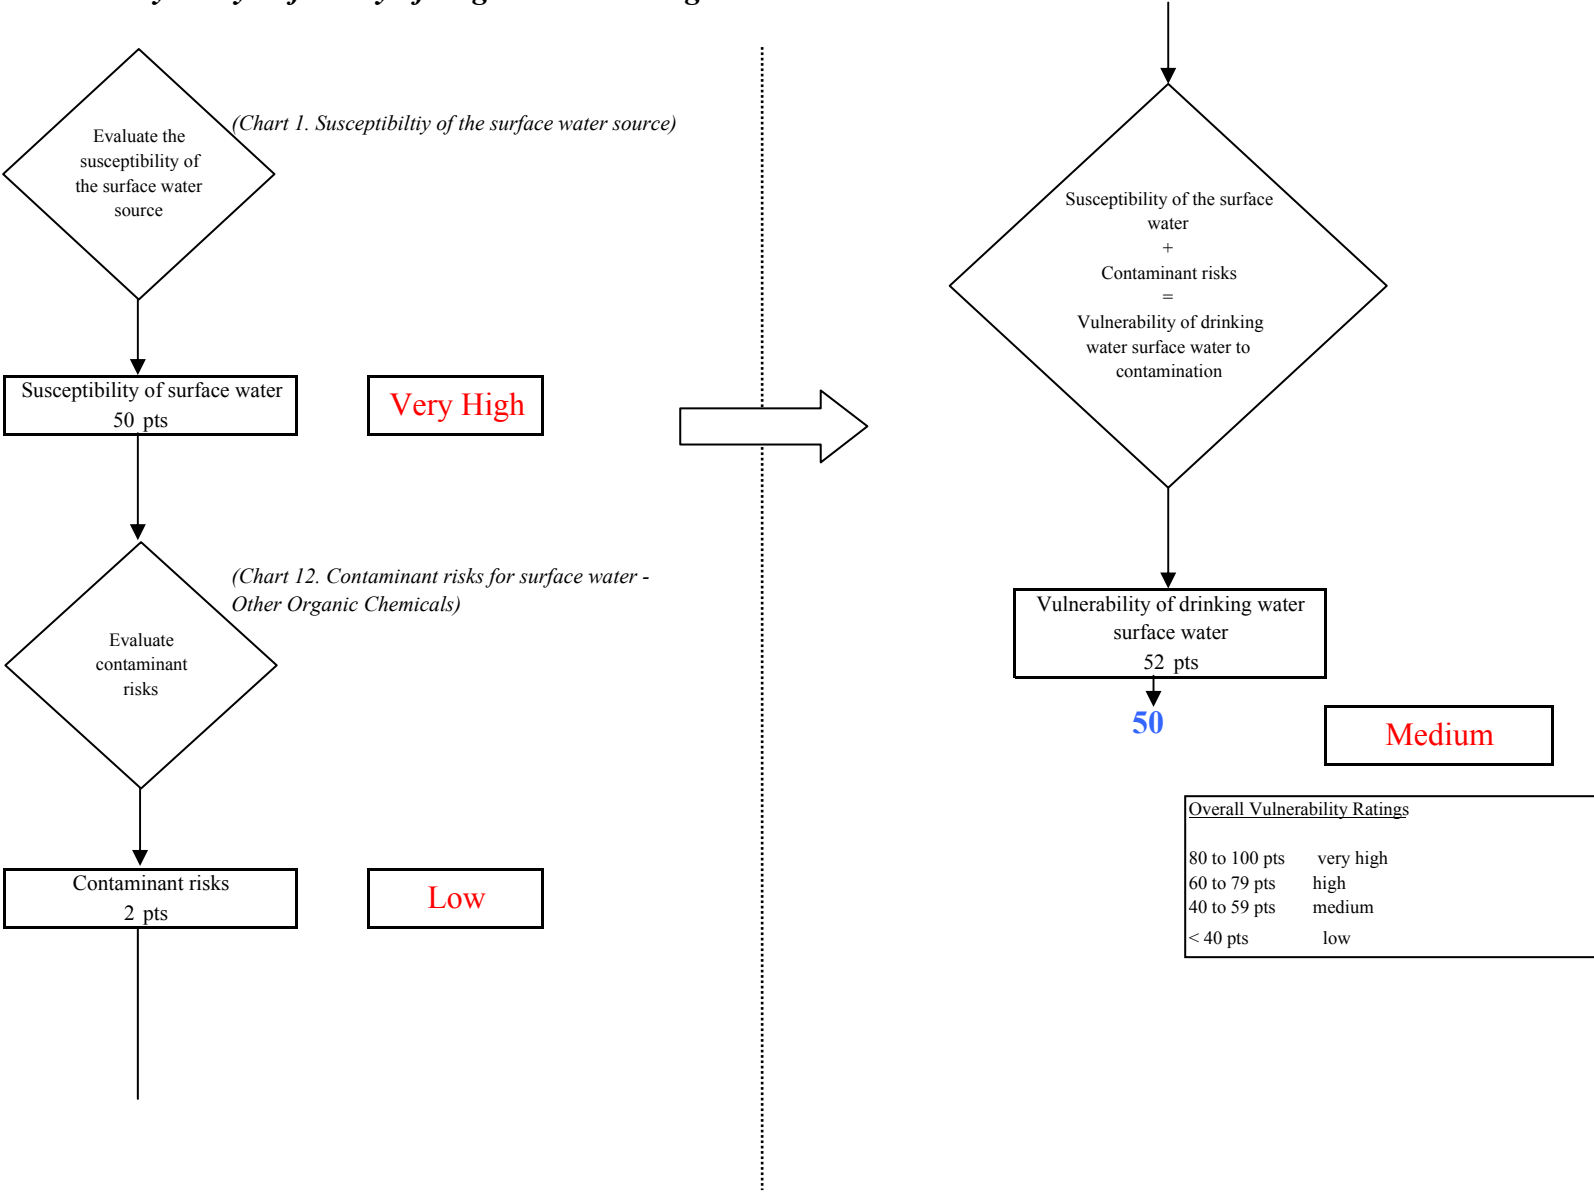 (Chart 1. Susceptibiltiy of the surface water source)
Evaluate the
susceptibility of
the surface water
source
Susceptibility of surface water
50 pts
Very High
(Chart 12. Contaminant risks for surface water -
Other Organic Chemicals)
Evaluate
contaminant
risks
Contaminant risks
2 pts
Low
Susceptibility of the surface
water
+
Contaminant risks
=
Vulnerability of drinking
water surface water to
contamination
Vulnerability of drinking water
surface water
52 pts
50
Medium
Overall Vulnerability Ratings
80 to 100 pts very high
60 to 79 pts high
40 to 59 pts medium
< 40 pts low